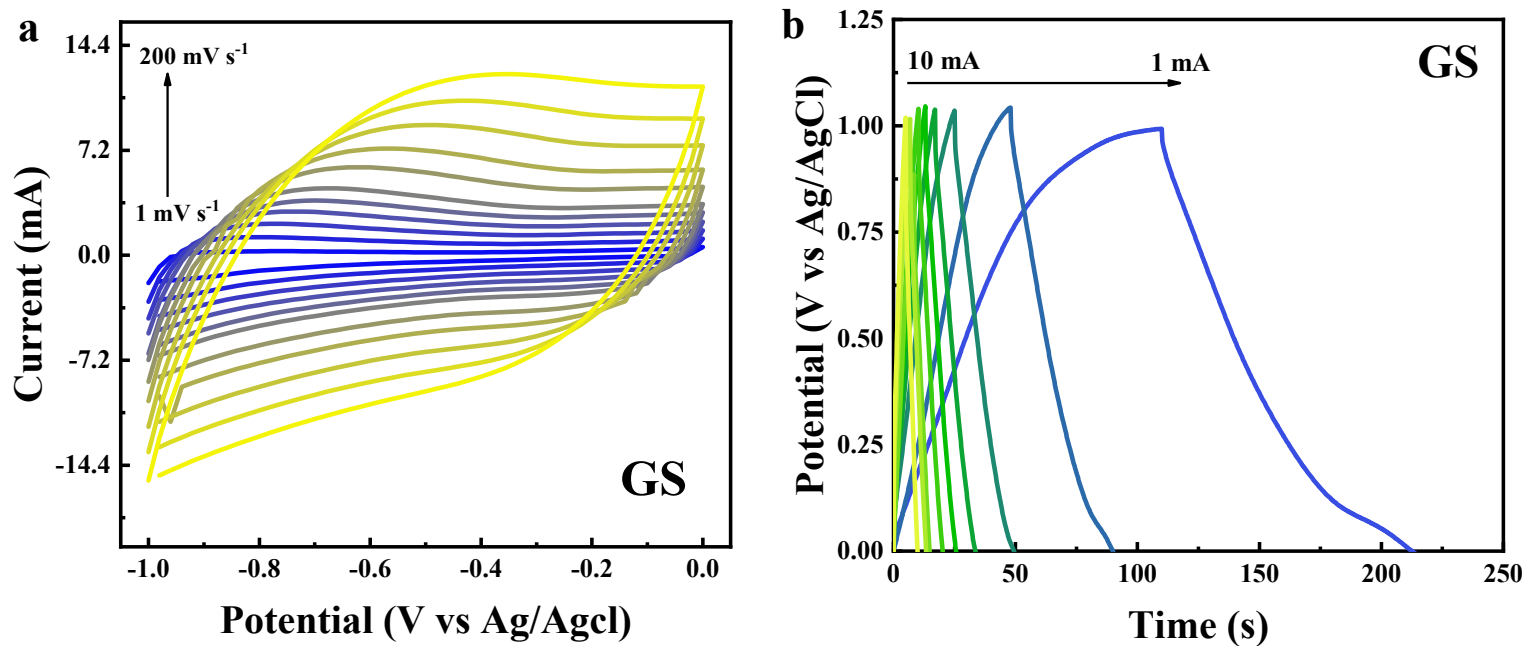 a
14.4
7.2
0.0
-7.2
-14.4
Current (mA)
200 mV s-1
1 mV s-1
GS
-1.0 -0.8 -0.6 -0.4 -0.2 0.0
Potential (V vs Ag/Agcl)
b
1.25
1.00
0.75
0.50
0.25
0.00
Potential (V vs Ag/AgCl)
10 mA 1 mA
GS
0 50 100 150 200 250
Time (s)